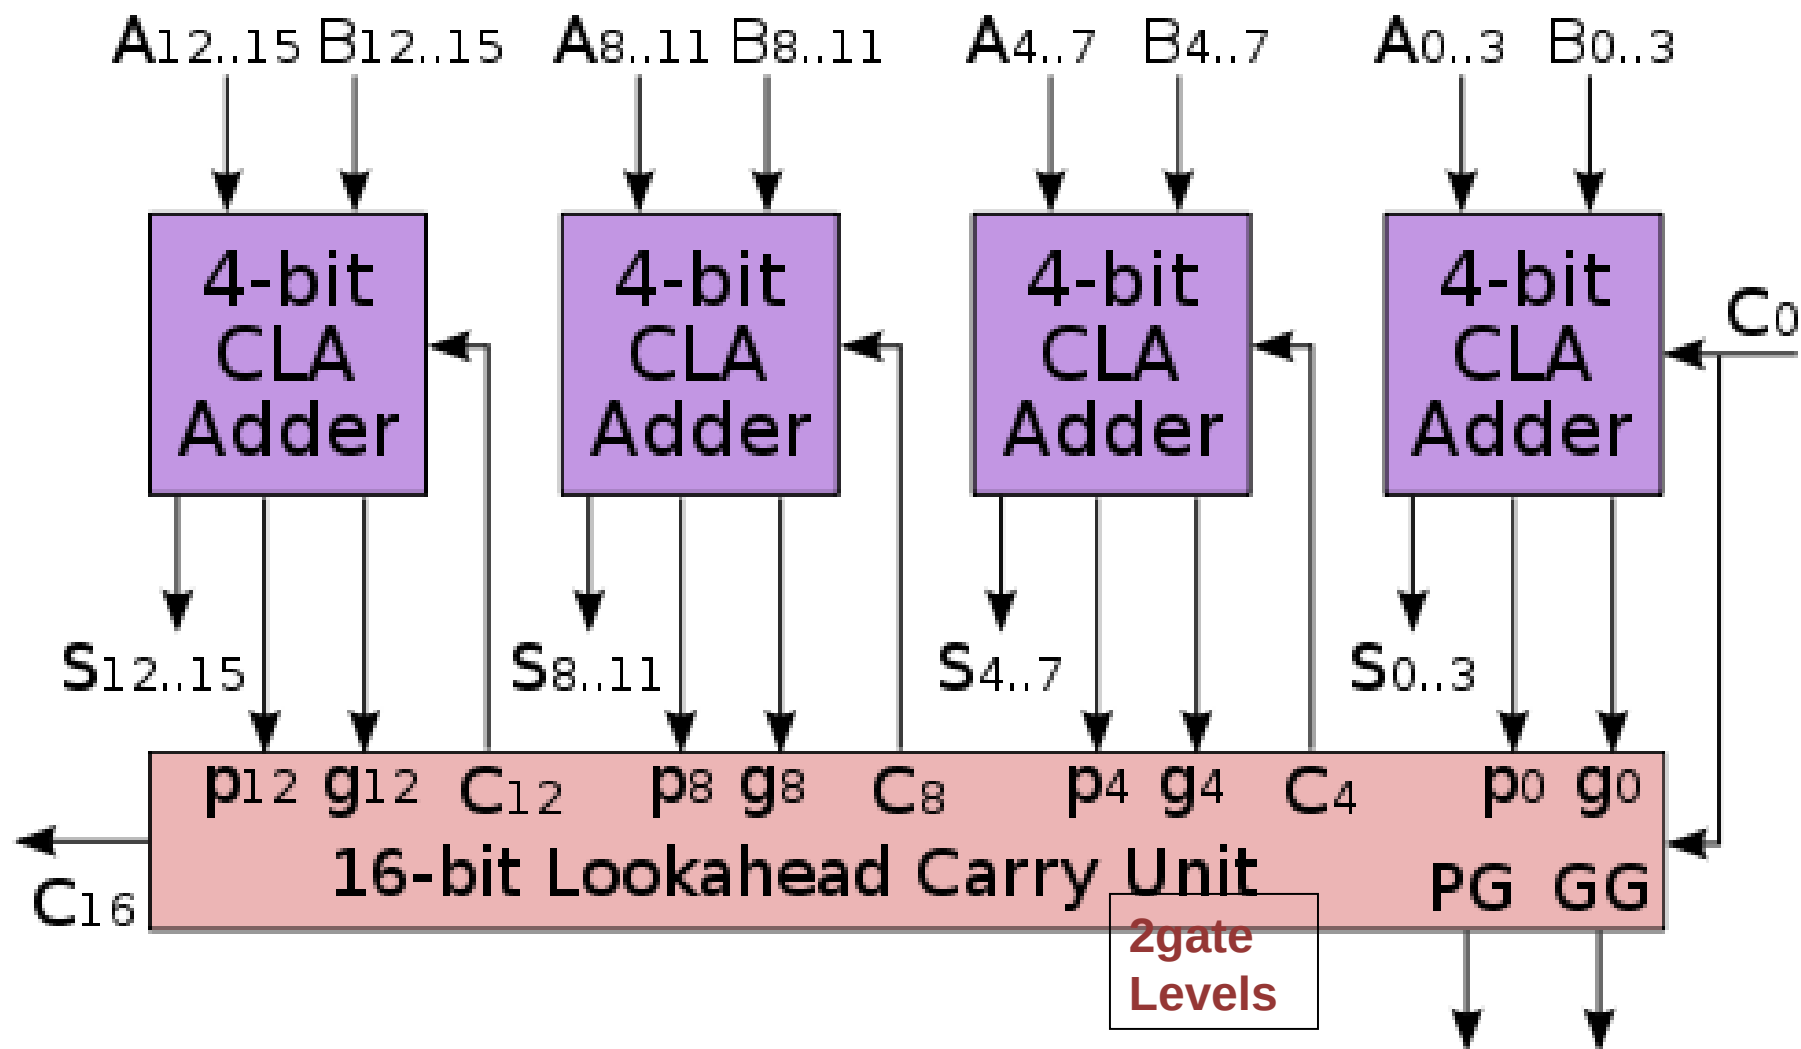 A12..15 B12..15 A8..11 B8..11 A4..7 B4..7 A0..3 B0..3
4-bit CLA Adder
4-bit CLA Adder
4-bit CLA Adder
4-bit CLA Adder
C0
S12..15 S8..11 S4..7 S0..3
p12 g12 C12 p8 g8 C8 p4 g4 C4 p0 g0
16-bit Lookahead Carry Unit PG GG
C16
2gate
Levels